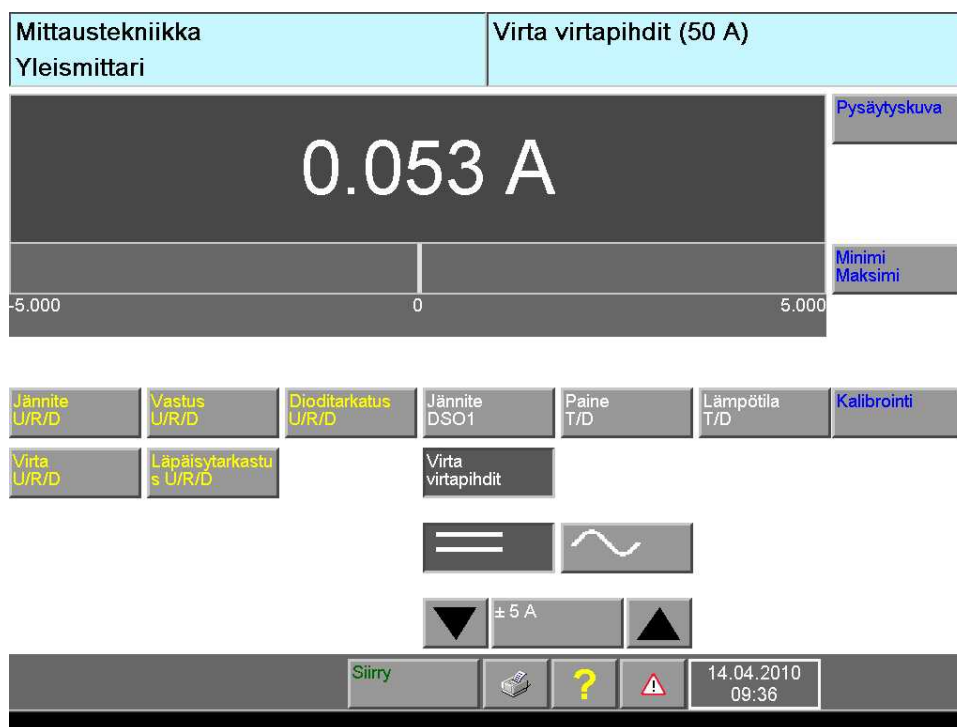 Mittaustekniikka
Yleismittari
Virta virtapihdit (50 A)
0.053 A
Pysäytyskuva
Minimi
Maksimi
-5.000
0
5.000
Jännite
U/R/D
Vastus
U/R/D
Dioditarkatus
U/R/D
Jännite
DSO1
Paine
T/D
Lämpötila
T/D
Kalibrointi
Virta
U/R/D
Läpäisytarkastu
s U/R/D
Virta
virtapihdit
± 5 A
Siirry
?
14.04.2010
09:36